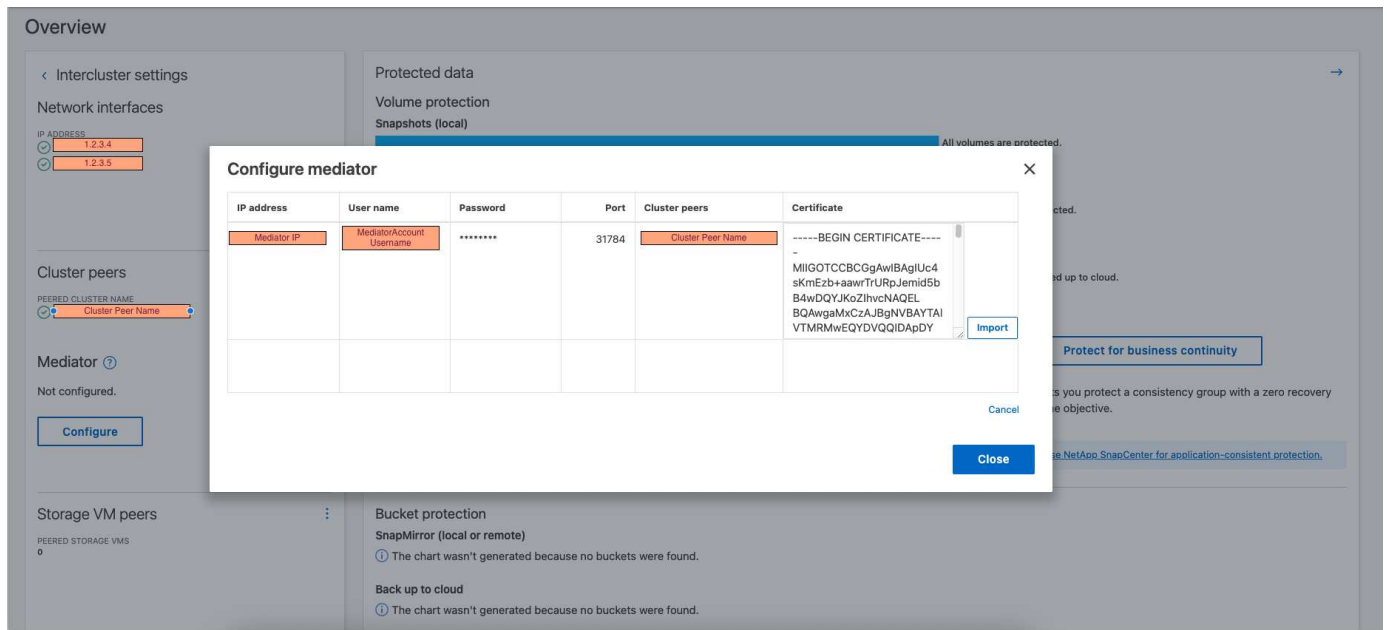 Overview
Intercluster settings
Network interfaces
IP ADDRESS
1.2.3.4
1.2.3.5
Cluster peers
PEERED CLUSTER NAME
Cluster Peer Name
Mediator
Not configured.
Configure
Storage VM peers
PEERED STORAGE VMS
0
Protected data
Volume protection
Snapshots (local)
All volumes are protected.
cted.
ed up to cloud.
Protect for business continuity
ts you protect a consistency group with a zero recovery
ne objective.
se NetApp SnapCenter for application-consistent protection.
Bucket protection
SnapMirror (local or remote)
The chart wasn't generated because no buckets were found.
Back up to cloud
The chart wasn't generated because no buckets were found.
Configure mediator
IP address User name Password Port Cluster peers Certificate
Mediator IP
MediatorAccount
Username
********
31784
Cluster Peer Name
-----BEGIN CERTIFICATE----
-
MIIGOTCCBCGgAwIBAgIUc4
sKmEzb+aawrTrURpJemid5b
B4wDQYJKoZIhvcNAQEL
BQAwgaMxCzAJBgNVBAYTAl
VTMRMwEQYDVQQIDApDY
Import
Cancel
Close